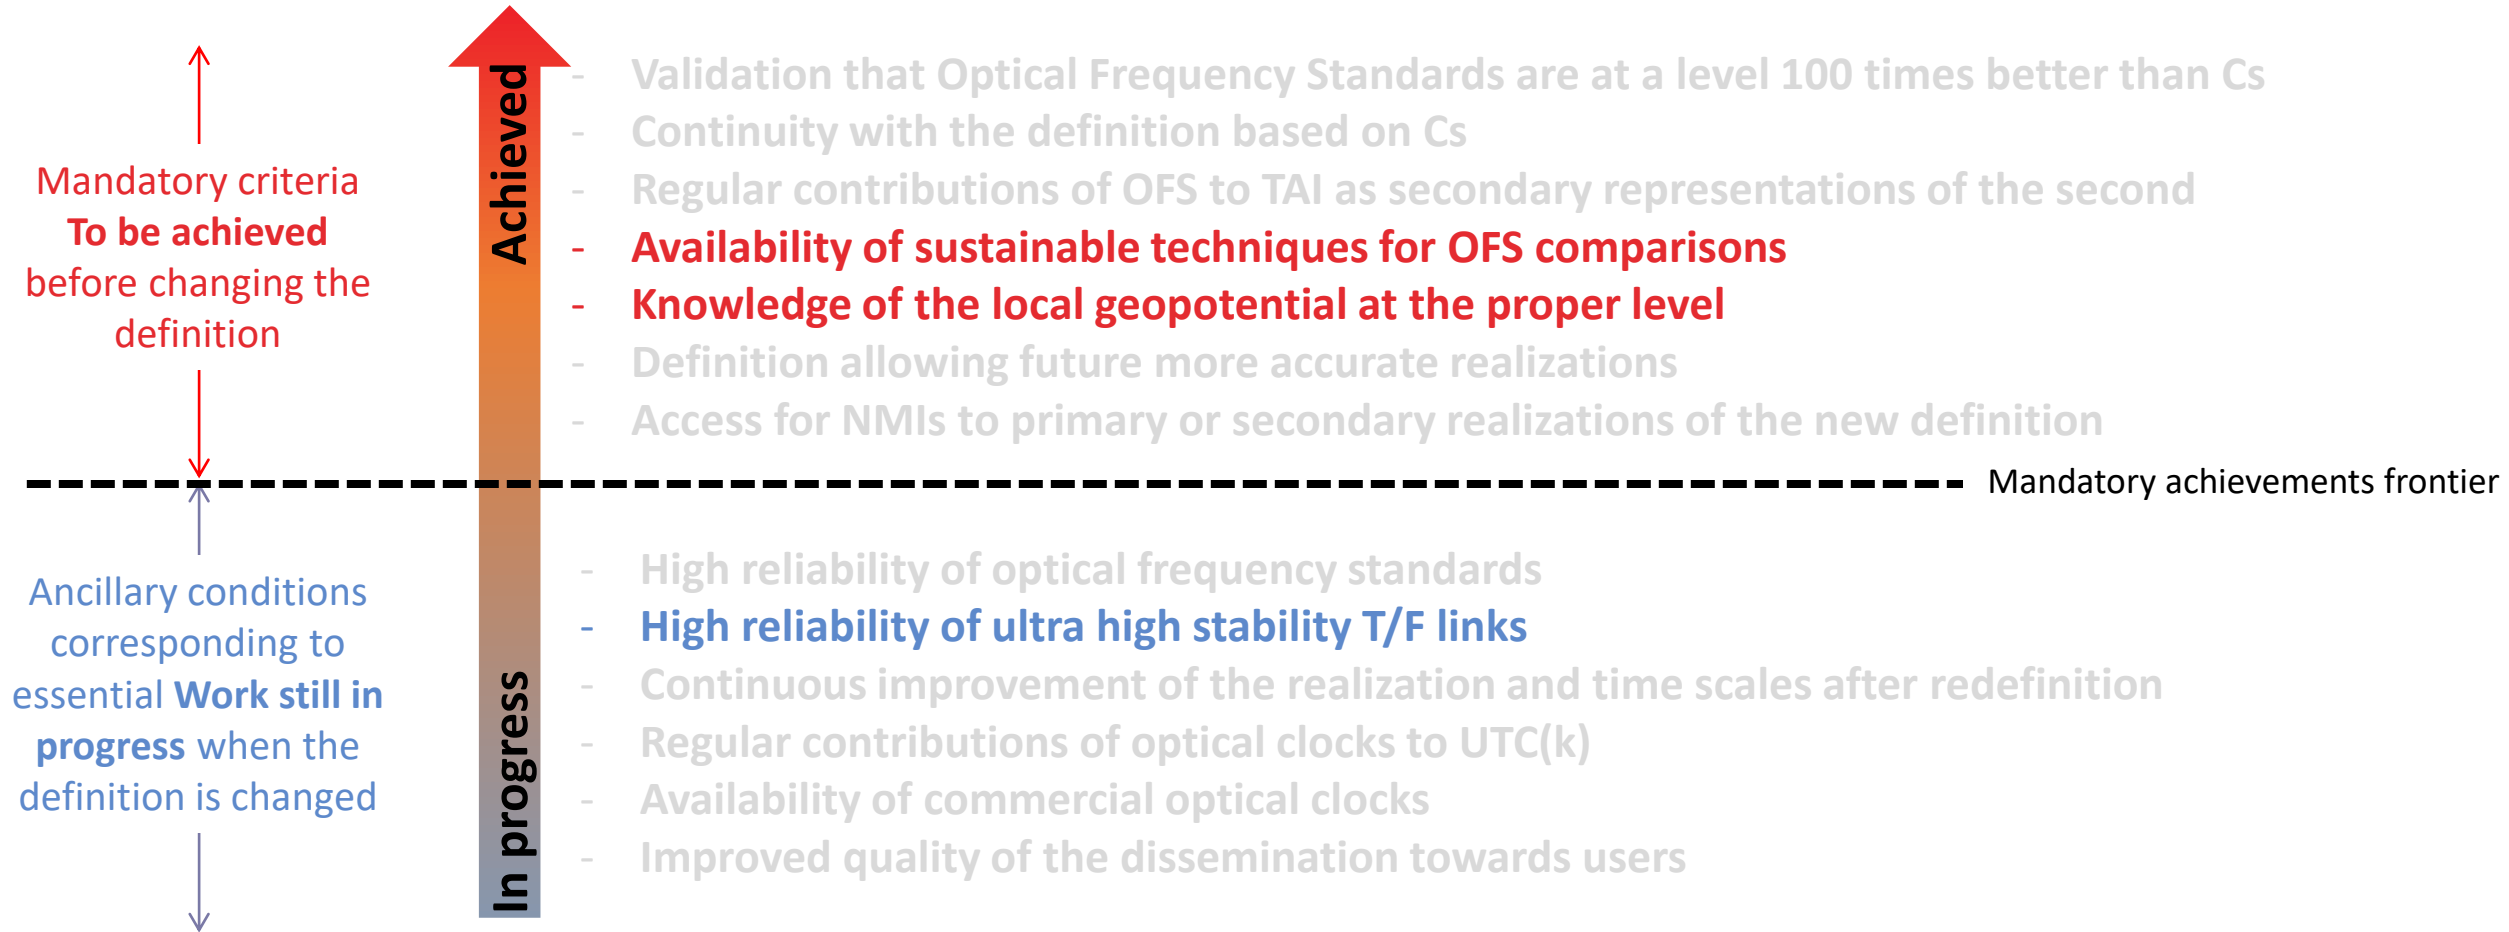 Mandatory criteria
To be achieved
before changing the
definition
Achieved
- Validation that Optical Frequency Standards are at a level 100 times better than Cs
- Continuity with the definition based on Cs
- Regular contributions of OFS to TAI as secondary representations of the second
- Availability of sustainable techniques for OFS comparisons
- Knowledge of the local geopotential at the proper level
- Definition allowing future more accurate realizations
- Access for NMIs to primary or secondary realizations of the new definition
Mandatory achievements frontier
Ancillary conditions
corresponding to
essential Work still in
progress when the
definition is changed
In progress
- High reliability of optical frequency standards
- High reliability of ultra high stability T/F links
- Continuous improvement of the realization and time scales after redefinition
- Regular contributions of optical clocks to UTC(k)
- Availability of commercial optical clocks
- Improved quality of the dissemination towards users